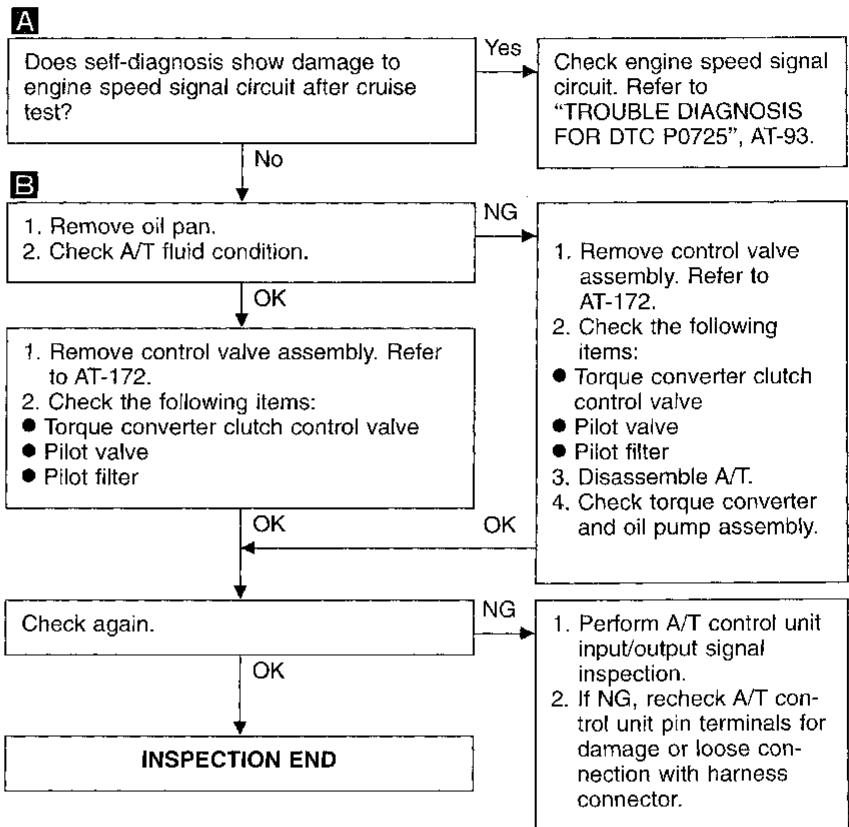 A
Does self-diagnosis show damage to
engine speed signal circuit after cruise
test?
Yes
Check engine speed signal
circuit. Refer to
“TROUBLE DIAGNOSIS
FOR DTC P0725”, AT-93.
No
B
1. Remove oil pan.
2. Check A/T fluid condition.
NG
1. Remove control valve
assembly. Refer to
AT-172.
2. Check the following
items:
● Torque converter clutch
control valve
● Pilot valve
● Pilot filter
3. Disassemble A/T.
4. Check torque converter
and oil pump assembly.
OK
1. Remove control valve assembly. Refer
to AT-172.
2. Check the following items:
● Torque converter clutch control valve
● Pilot valve
● Pilot filter
OK
OK
Check again.
NG
1. Perform A/T control unit
input/output signal
inspection.
2. If NG, recheck A/T con-
trol unit pin terminals for
damage or loose con-
nection with harness
connector.
OK
INSPECTION END